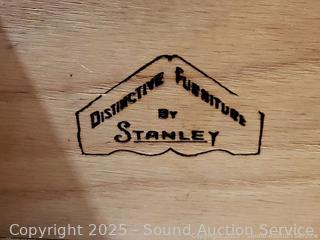 DISTINCTIVE FURNITURE
BY
STANLEY
Copyright 2025 - Sound Auction Service